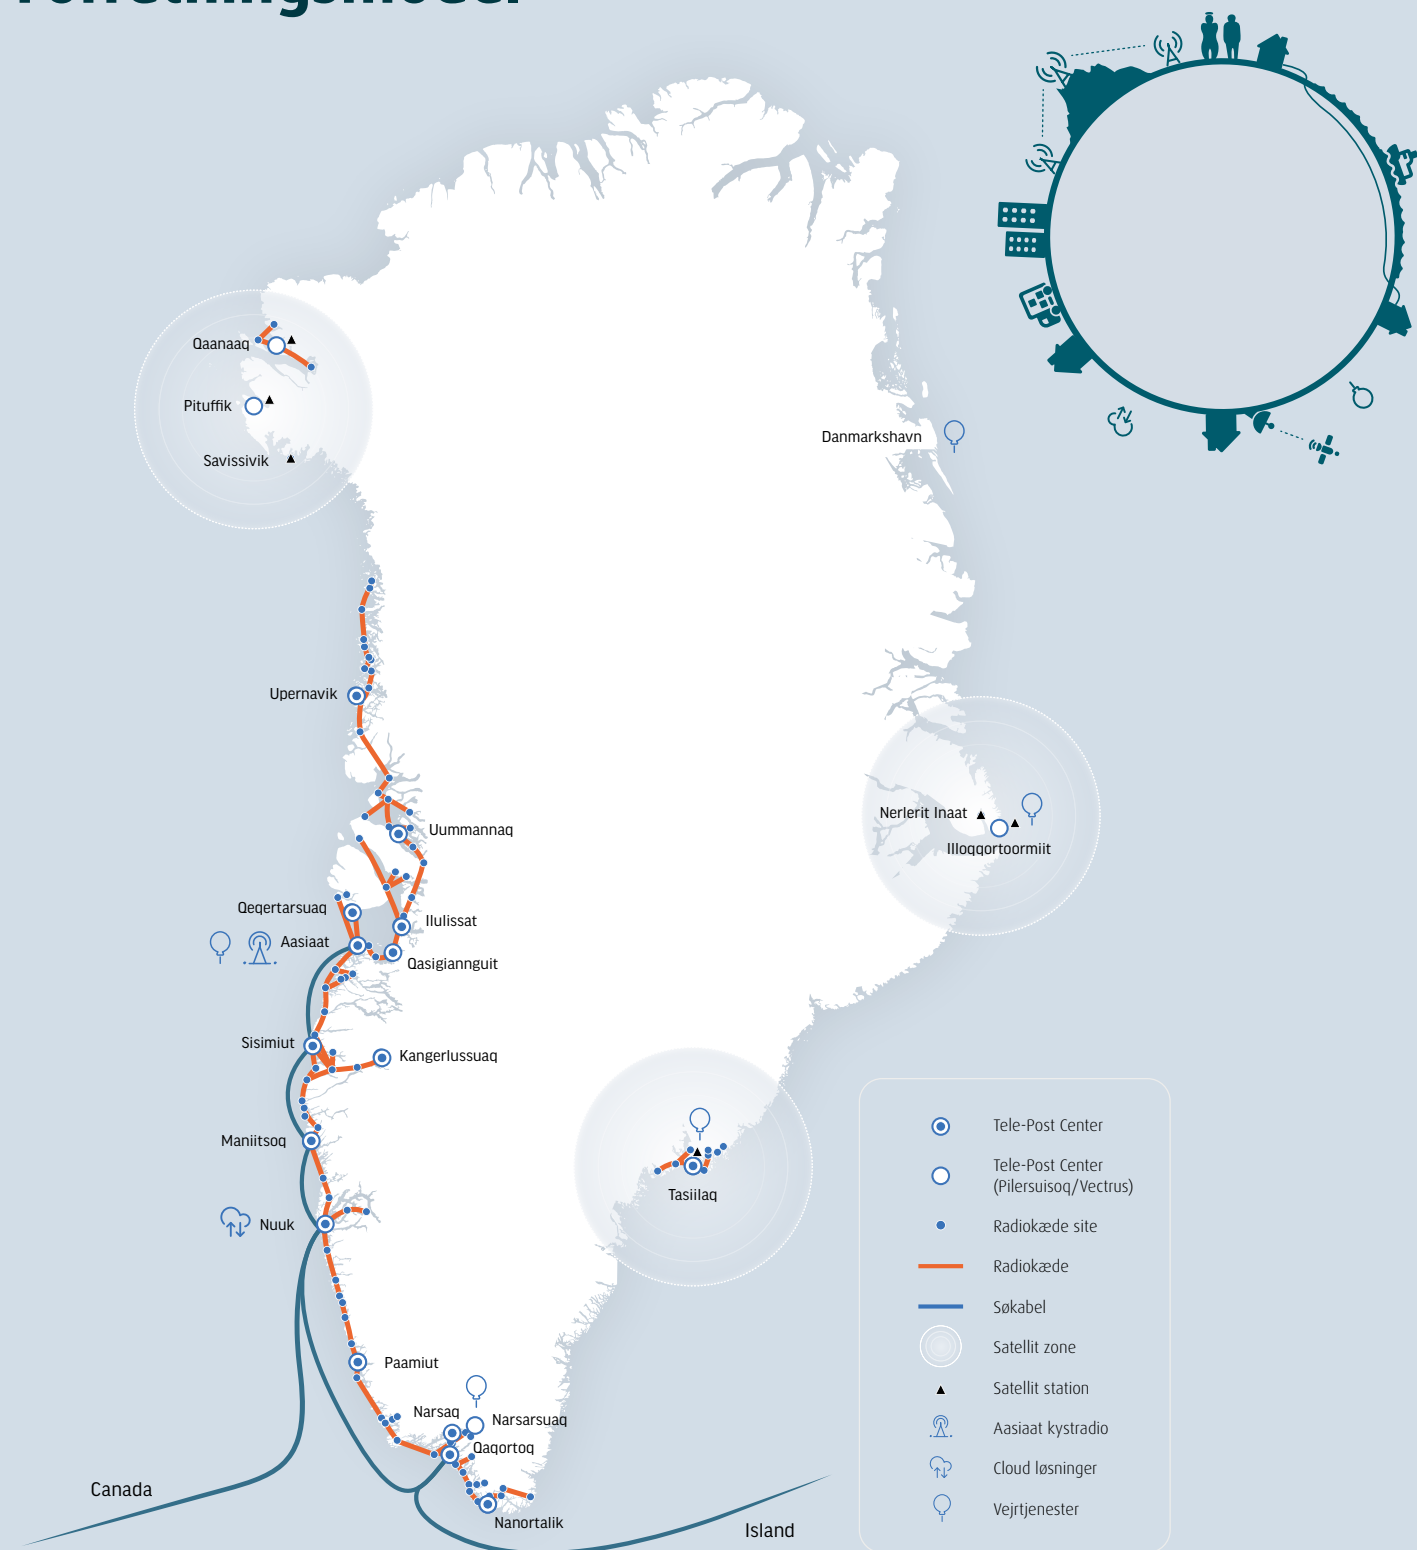 Forretningsmodel
Qaanaaq
Pituffik
Savissivik
Danmarkshavn
Upernavik
Nerlerit Inaat
Illoqqortoormiit
Uummannaq
Qeqertarsuaq
Ilulissat
Aasiaat
Qasigiannguit
Sisimiut
Kangerlussuaq
Maniitsoq
Tasiilaq
Nuuk
Paamiut
Narsaq
Narsarsuaq
Qaqortoq
Nanortalik
Canada
Island
Tele-Post Center
Tele-Post Center
(Pilersuisoq/Vectrus)
Radiokæde site
Radiokæde
Søkabel
Satellit zone
Satellit station
Aasiaat kystradio
Cloud løsninger
Vejrtjenester